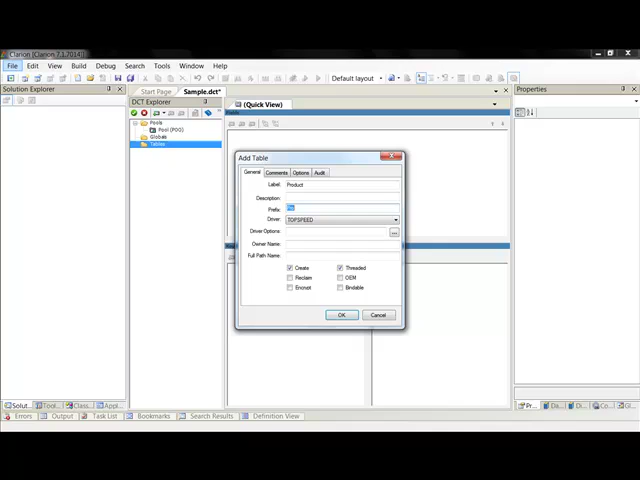 Clarion [Clarion 7.1.7014]
File Edit View Build Debug Search Tools Window Help
Default layout
Solution Explorer
Start Page Sample.dct*
Properties
DCT Explorer
(Quick View)
Pools
Pool (POO)
Globals
Tables
Add Table
General Comments Options Audit
Label: Product
Description:
Prefix:
Driver: TOPSPEED
Driver Options:
Owner Name:
Full Path Name:
Create Threaded
Reclaim OEM
Encrypt Bindable
OK Cancel
Errors Output Task List Bookmarks Search Results Definition View